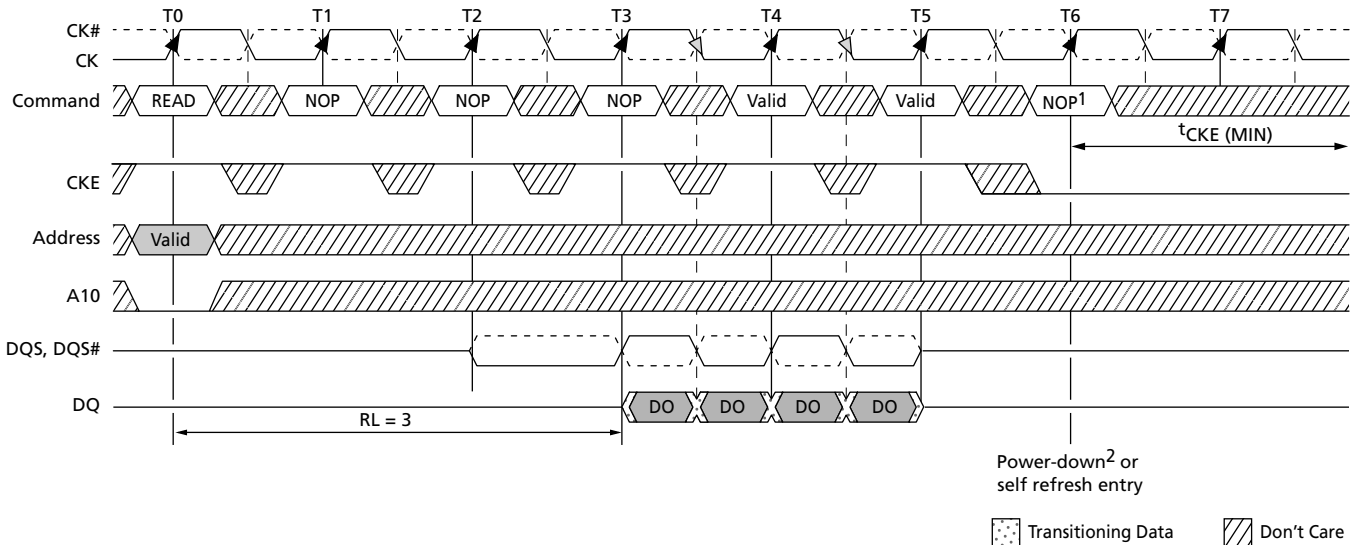 T0 T1 T2 T3 T4 T5 T6 T7
CK#
CK
Command READ NOP NOP NOP Valid Valid NOP1
tCKE (MIN)
CKE
Address Valid
A10
DQS, DQS#
DQ DO DO DO DO
RL = 3
Power-down2 or
self refresh entry
Transitioning Data Don't Care